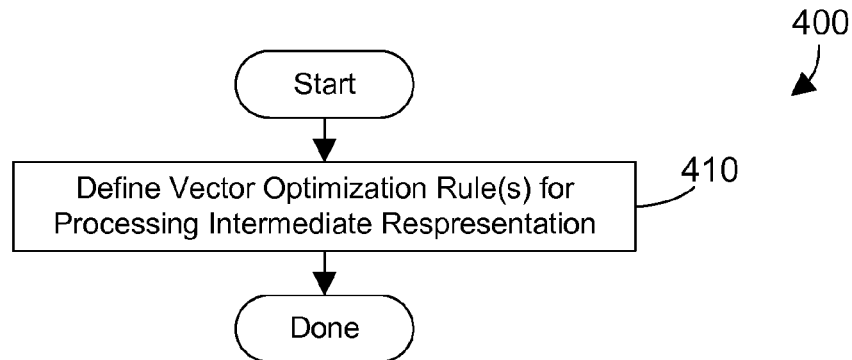 400
Start
Define Vector Optimization Rule(s) for
Processing Intermediate Respresentation
410
Done